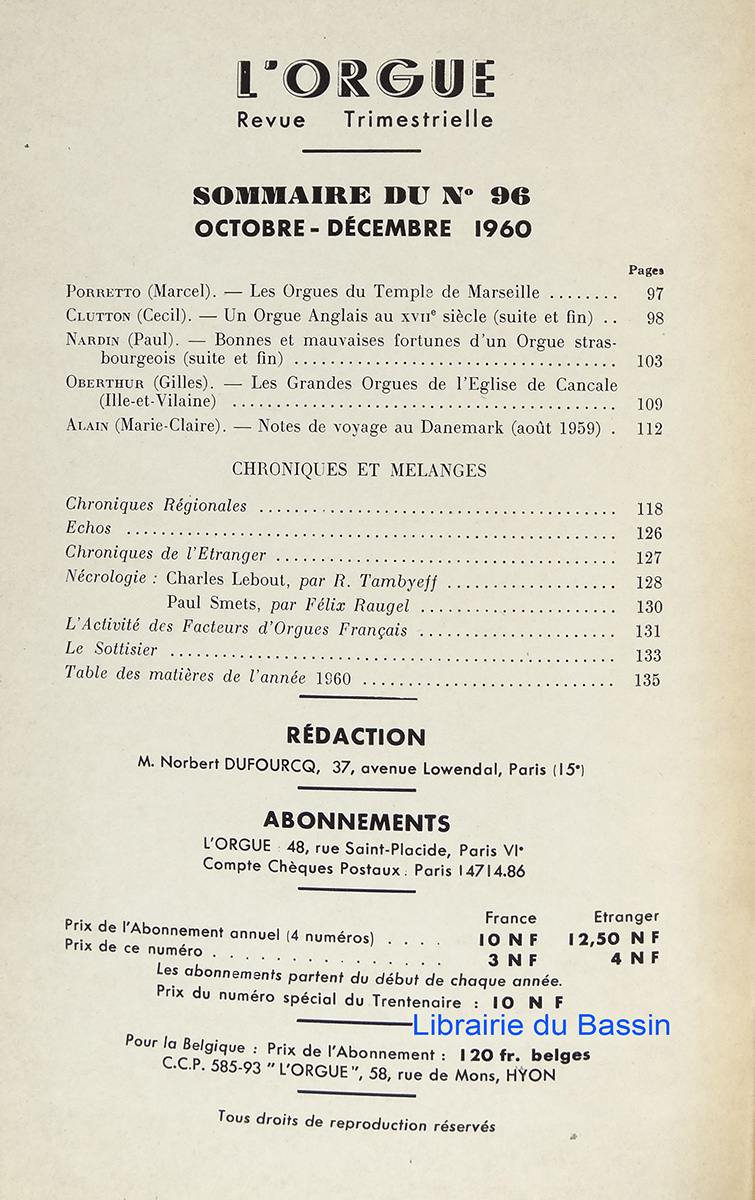 L'ORGUE
Revue Trimestrielle
SOMMAIRE DU N° 96
OCTOBRE - DÉCEMBRE 1960
Pages
PORRETTO (Marcel). — Les Orgues du Temple de Marseille ........ 97
CLUTTON (Cecil). — Un Orgue Anglais au XVIIe siècle (suite et fin) .. 98
NARDIN (Paul). — Bonnes et mauvaises fortunes d'un Orgue stras-
bourgeois (suite et fin) .................................... 103
OBERTHUR (Gilles). — Les Grandes Orgues de l'Eglise de Cancale
(Ille-et-Vilaine) ........................................... 109
ALAIN (Marie-Claire). — Notes de voyage au Danemark (août 1959) . 112
CHRONIQUES ET MELANGES
Chroniques Régionales ........................................ 118
Echos ........................................................ 126
Chroniques de l'Etranger ..................................... 127
Nécrologie : Charles Lebout, par R. Tambyeff ................... 128
Paul Smets, par Félix Raugel ...................... 130
L'Activité des Facteurs d'Orgues Français ...................... 131
Le Sottisier ................................................. 133
Table des matières de l'année 1960 ............................ 135
RÉDACTION
M. Norbert DUFOURCQ, 37, avenue Lowendal, Paris (15e)
ABONNEMENTS
L'ORGUE 48, rue Saint-Placide, Paris VIe
Compte Chèques Postaux. Paris 14714.86
France Etranger
Prix de l'Abonnement annuel (4 numéros) .... 10 NF 12,50 NF
Prix de ce numéro ................ 3 NF 4 NF
Les abonnements partent du début de chaque année.
Prix du numéro spécial du Trentenaire : 10 NF
Librairie du Bassin
Pour la Belgique : Prix de l'Abonnement : 120 fr. belges
C.C.P. 585-93 "L'ORGUE", 58, rue de Mons, HYON
Tous droits de reproduction réservés